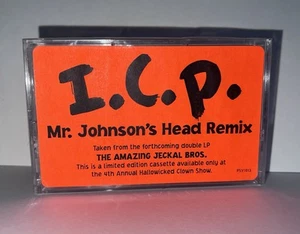 I.C.P.
Mr. Johnson's Head Remix
Taken from the forthcoming double LP
THE AMAZING JECKAL BROS.
This is a limited edition cassette available only at
the 4th Annual Hallowicked Clown Show.